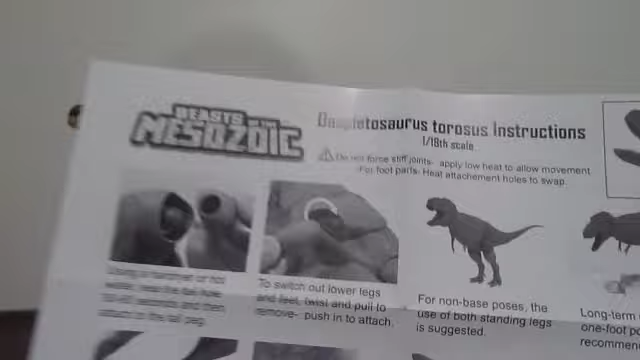 BEASTS OF THE
MESOZOIC
Daspletosaurus torosus Instructions
1/18th scale
Do not force stiff joints- apply low heat to allow movement
For foot parts- Heat attachement holes to swap.
To switch out lower legs
and feet, twist and pull to
remove- push in to attach.
For non-base poses, the
use of both standing legs
is suggested.
Long-term
one-foot